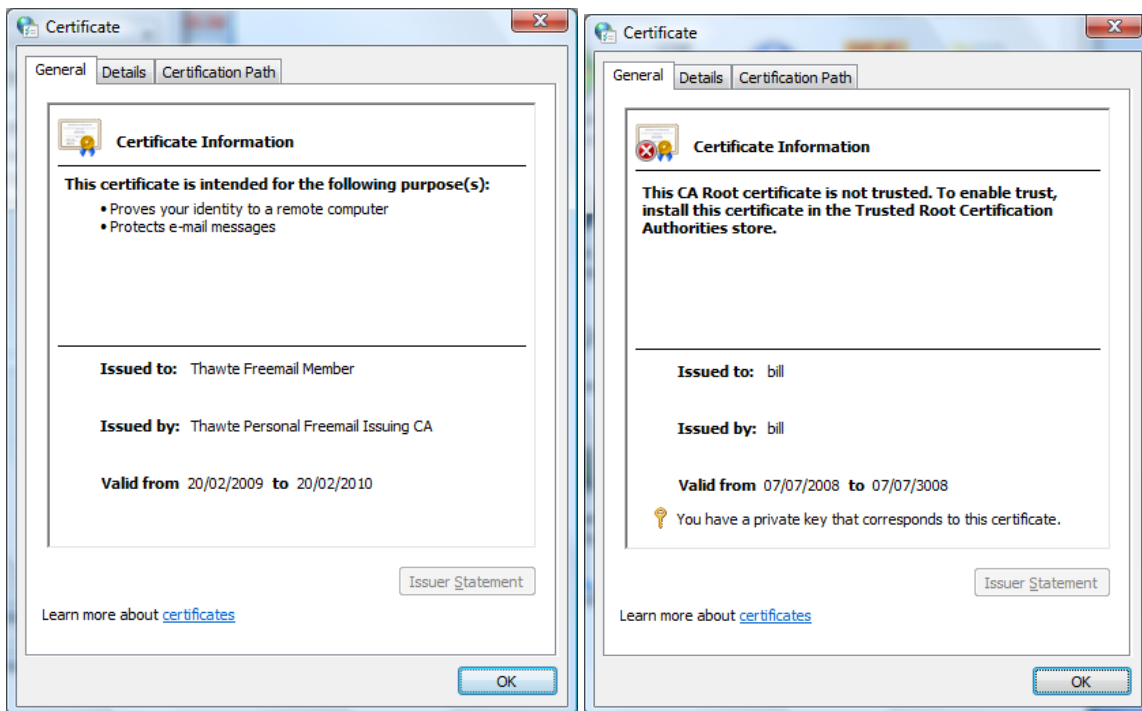 Certificate
General Details Certification Path
Certificate Information
This certificate is intended for the following purpose(s):
• Proves your identity to a remote computer
• Protects e-mail messages
Issued to: Thawte Freemail Member
Issued by: Thawte Personal Freemail Issuing CA
Valid from 20/02/2009 to 20/02/2010
Issuer Statement
Learn more about certificates
OK
Certificate
General Details Certification Path
Certificate Information
This CA Root certificate is not trusted. To enable trust,
install this certificate in the Trusted Root Certification
Authorities store.
Issued to: bill
Issued by: bill
Valid from 07/07/2008 to 07/07/3008
You have a private key that corresponds to this certificate.
Issuer Statement
Learn more about certificates
OK